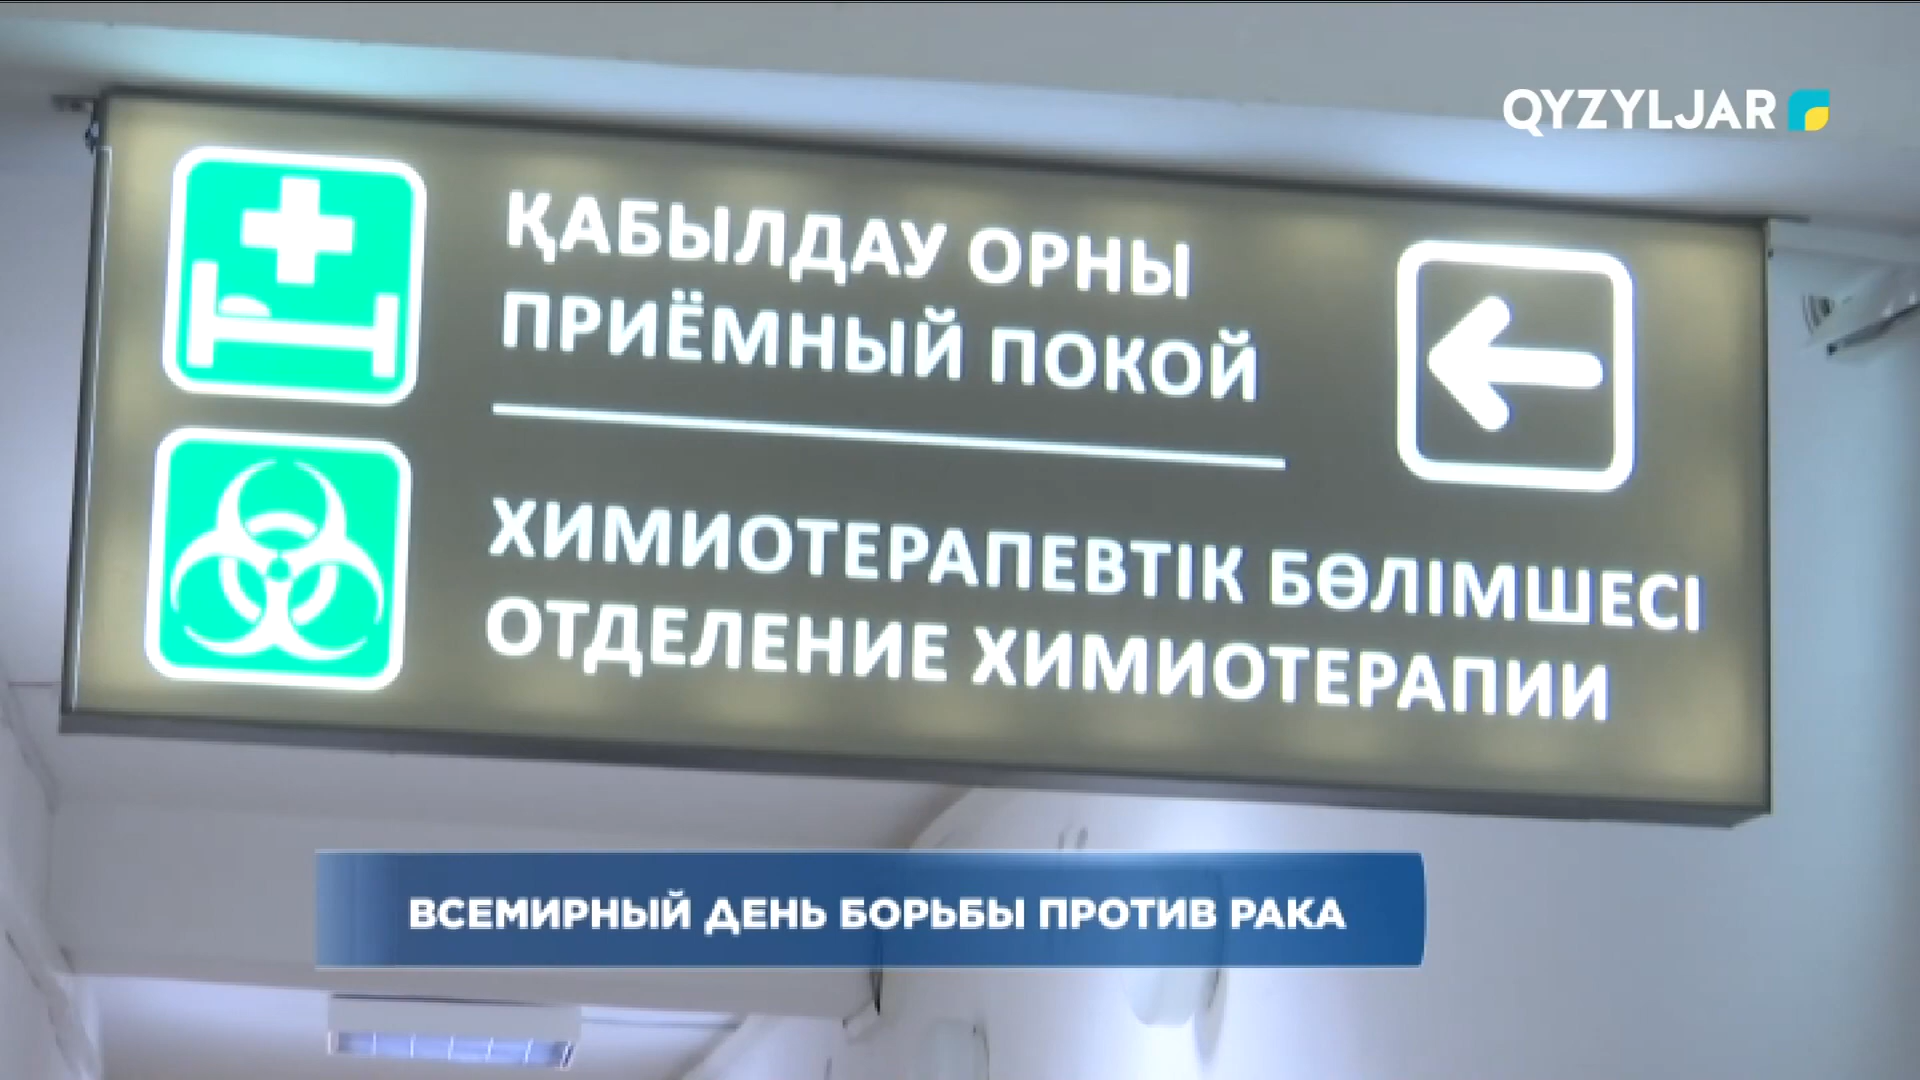 QYZYLJAR
ҚАБЫЛДАУ ОРНЫ
ПРИЁМНЫЙ ПОКОЙ
ХИМИОТЕРАПЕВТІК БӨЛІМШЕСІ
ОТДЕЛЕНИЕ ХИМИОТЕРАПИИ
ВСЕМИРНЫЙ ДЕНЬ БОРЬБЫ ПРОТИВ РАКА